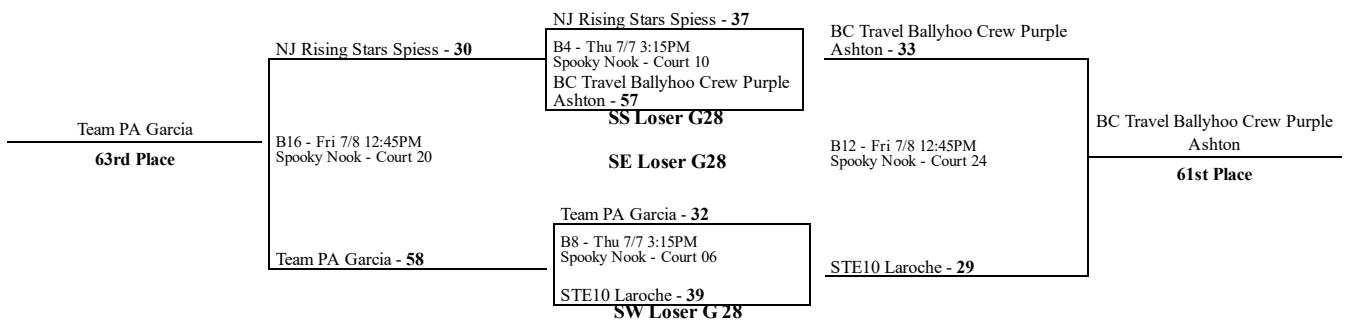 NJ Rising Stars Spiess - 37
B4 - Thu 7/7 3:15PM
Spooky Nook - Court 10
BC Travel Ballyhoo Crew Purple
Ashton - 57
SS Loser G28
NJ Rising Stars Spiess - 30
BC Travel Ballyhoo Crew Purple
Ashton - 33
Team PA Garcia
63rd Place
B16 - Fri 7/8 12:45PM
Spooky Nook - Court 20
SE Loser G28
B12 - Fri 7/8 12:45PM
Spooky Nook - Court 24
BC Travel Ballyhoo Crew Purple
Ashton
61st Place
Team PA Garcia - 32
B8 - Thu 7/7 3:15PM
Spooky Nook - Court 06
STE10 Laroche - 39
SW Loser G 28
Team PA Garcia - 58
STE10 Laroche - 29